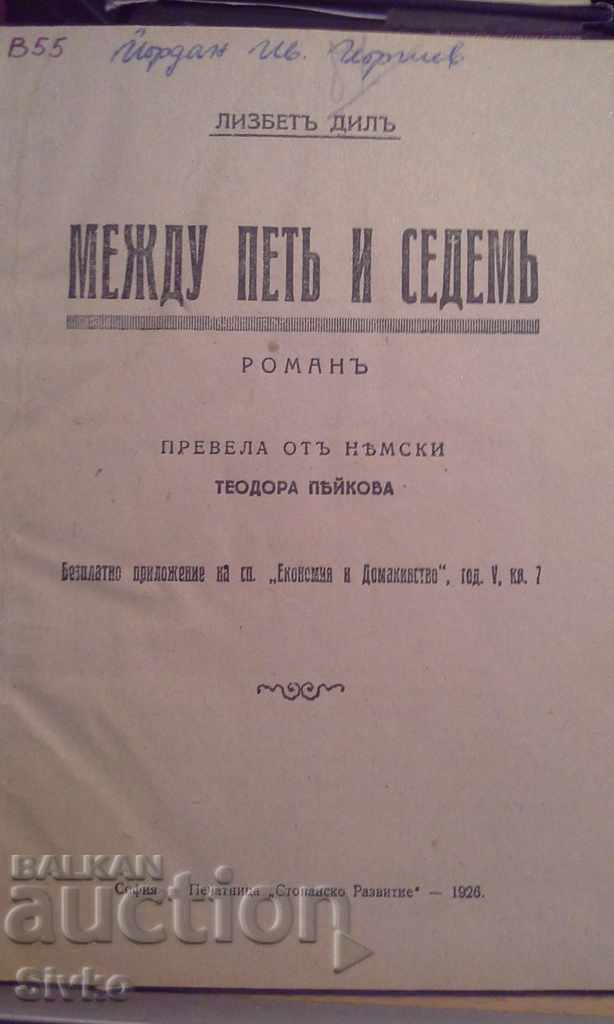 B55 Йордан Ив. Георгиев
ЛИЗБЕТЪ ДИЛЪ
МЕЖДУ ПЕТЬ И СЕДЕМЬ
РОМАНЪ
ПРЕВЕЛА ОТЪ НѢМСКИ
ТЕОДОРА ПѢЙКОВА
Безплатно приложение на сп. „Економия и Домакинство“, год. V, кн. 7
София - Печатница „Стопанско Развитие“ — 1926.
BALKAN
auction
Sivko